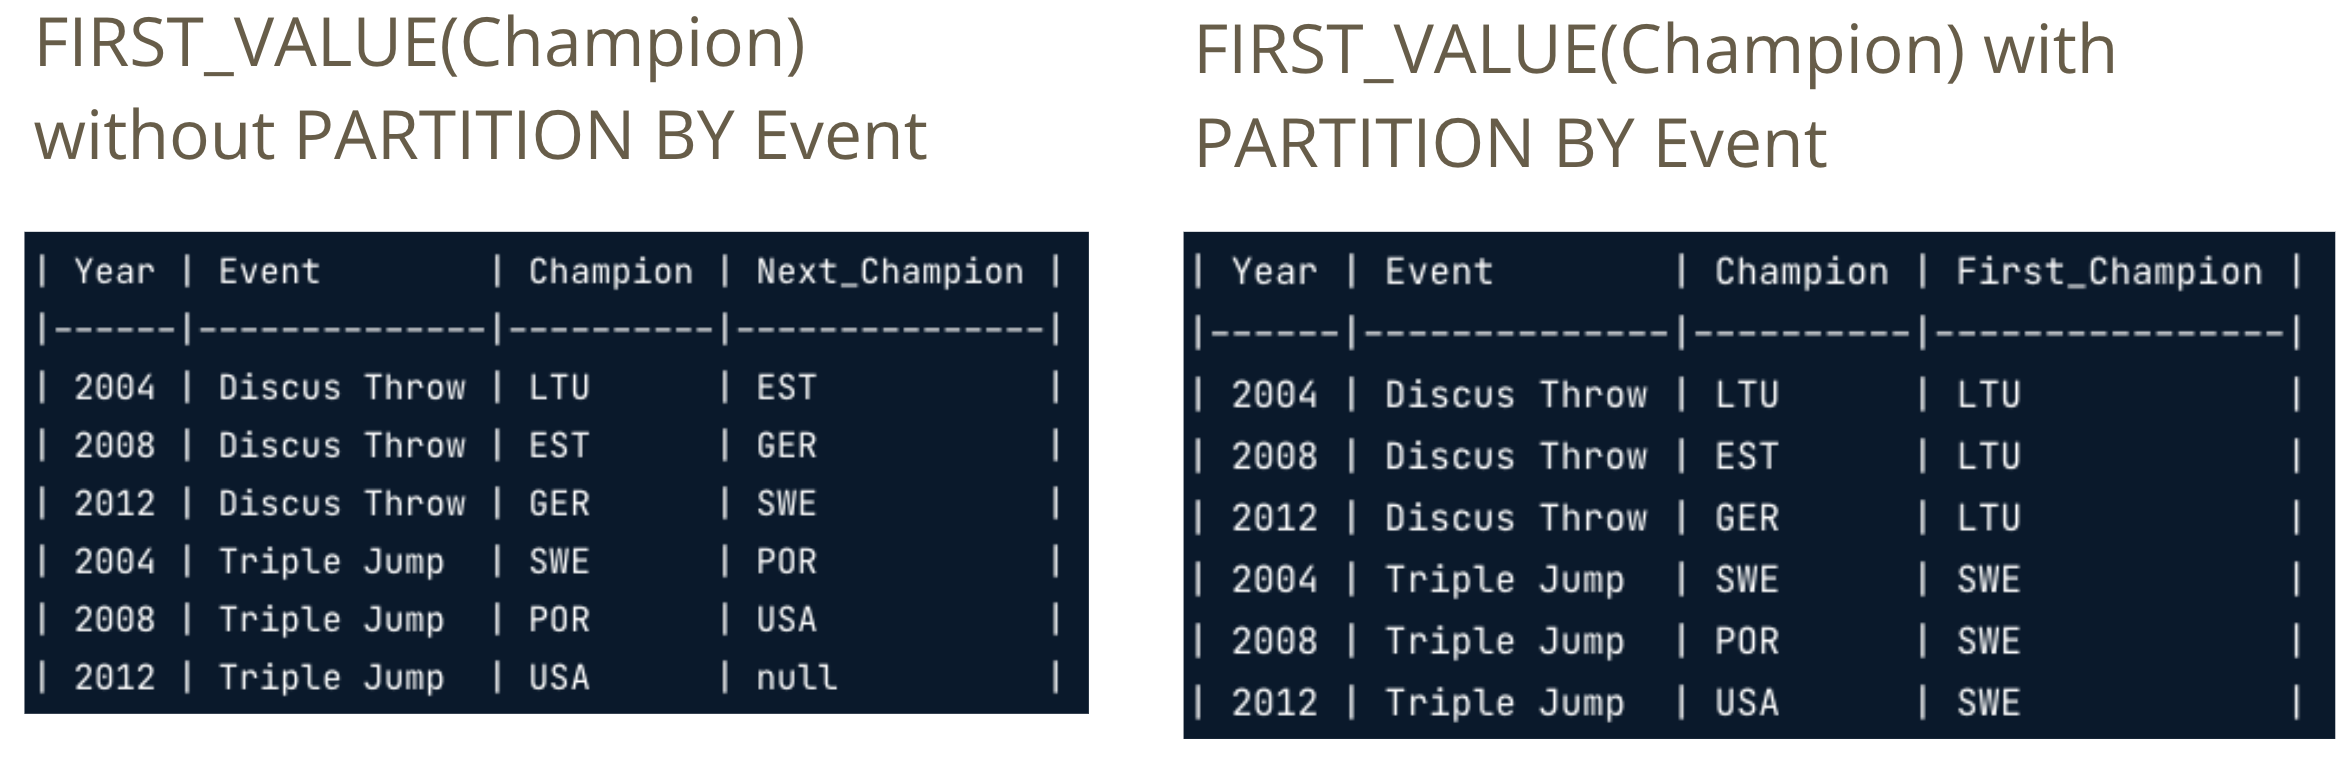 FIRST_VALUE(Champion)
without PARTITION BY Event
| Year | Event        | Champion | Next_Champion |
|------|--------------|----------|---------------|
| 2004 | Discus Throw | LTU      | EST           |
| 2008 | Discus Throw | EST      | GER           |
| 2012 | Discus Throw | GER      | SWE           |
| 2004 | Triple Jump  | SWE      | POR           |
| 2008 | Triple Jump  | POR      | USA           |
| 2012 | Triple Jump  | USA      | null          |
FIRST_VALUE(Champion) with
PARTITION BY Event
| Year | Event        | Champion | First_Champion |
|------|--------------|----------|----------------|
| 2004 | Discus Throw | LTU      | LTU            |
| 2008 | Discus Throw | EST      | LTU            |
| 2012 | Discus Throw | GER      | LTU            |
| 2004 | Triple Jump  | SWE      | SWE            |
| 2008 | Triple Jump  | POR      | SWE            |
| 2012 | Triple Jump  | USA      | SWE            |